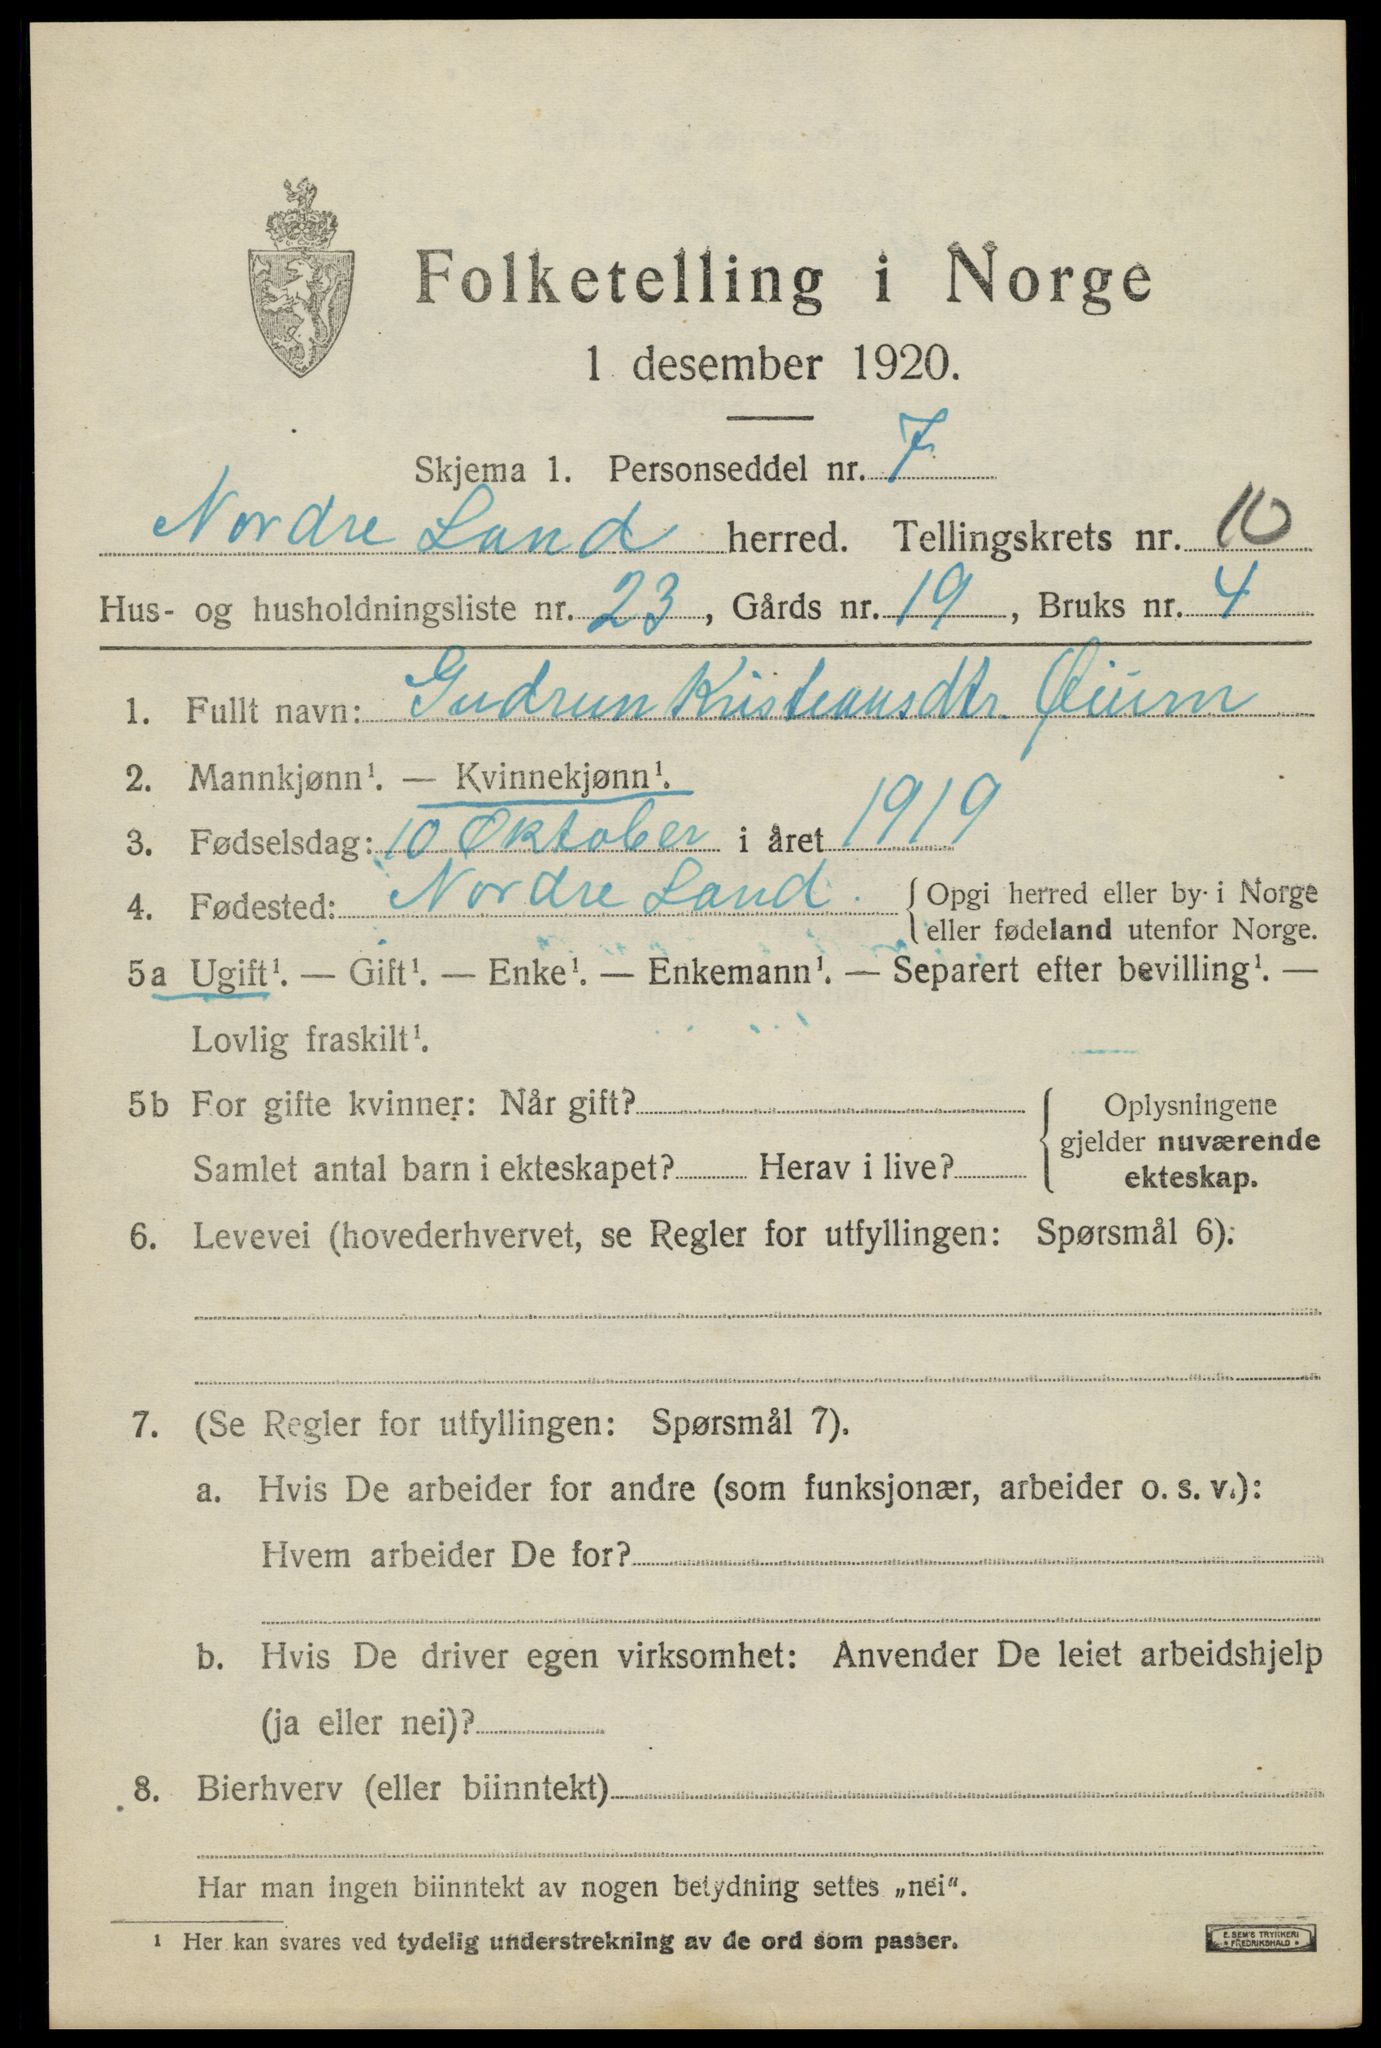 Folketelling i Norge
1 desember 1920.
Skjema 1. Personseddel nr. 7
Nordre Land herred. Tellingskrets nr. 10
Hus- og husholdningsliste nr. 23, Gårds nr. 19, Bruks nr. 4
1. Fullt navn: Gudrun Kristiansdtr. Øium
2. Mannkjønn¹. — Kvinnekjønn¹.
3. Fødselsdag: 10 Oktober i året 1919
4. Fødested: Nordre Land. { Opgi herred eller by i Norge
eller fødeland utenfor Norge.
5a Ugift¹. — Gift¹. — Enke¹. — Enkemann¹. — Separert efter bevilling¹. —
Lovlig fraskilt¹.
5b For gifte kvinner: Når gift? { Oplysningene
gjelder nuværende
Samlet antal barn i ekteskapet? Herav i live? ekteskap.
6. Levevei (hovederhvervet, se Regler for utfyllingen: Spørsmål 6):
7. (Se Regler for utfyllingen: Spørsmål 7).
a. Hvis De arbeider for andre (som funksjonær, arbeider o. s. v.):
Hvem arbeider De for?
b. Hvis De driver egen virksomhet: Anvender De leiet arbeidshjelp
(ja eller nei)?
8. Bierhverv (eller biinntekt)
Har man ingen biinntekt av nogen betydning settes „nei“.
¹ Her kan svares ved tydelig understrekning av de ord som passer.
E. SEM'S TRYKKERI
FREDRIKSHALD